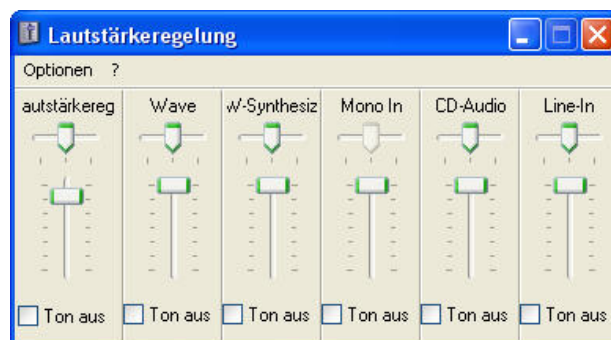 Lautstärkeregelung
Optionen ?
autstärkereg Wave W-Synthesiz Mono In CD-Audio Line-In
Ton aus Ton aus Ton aus Ton aus Ton aus Ton aus